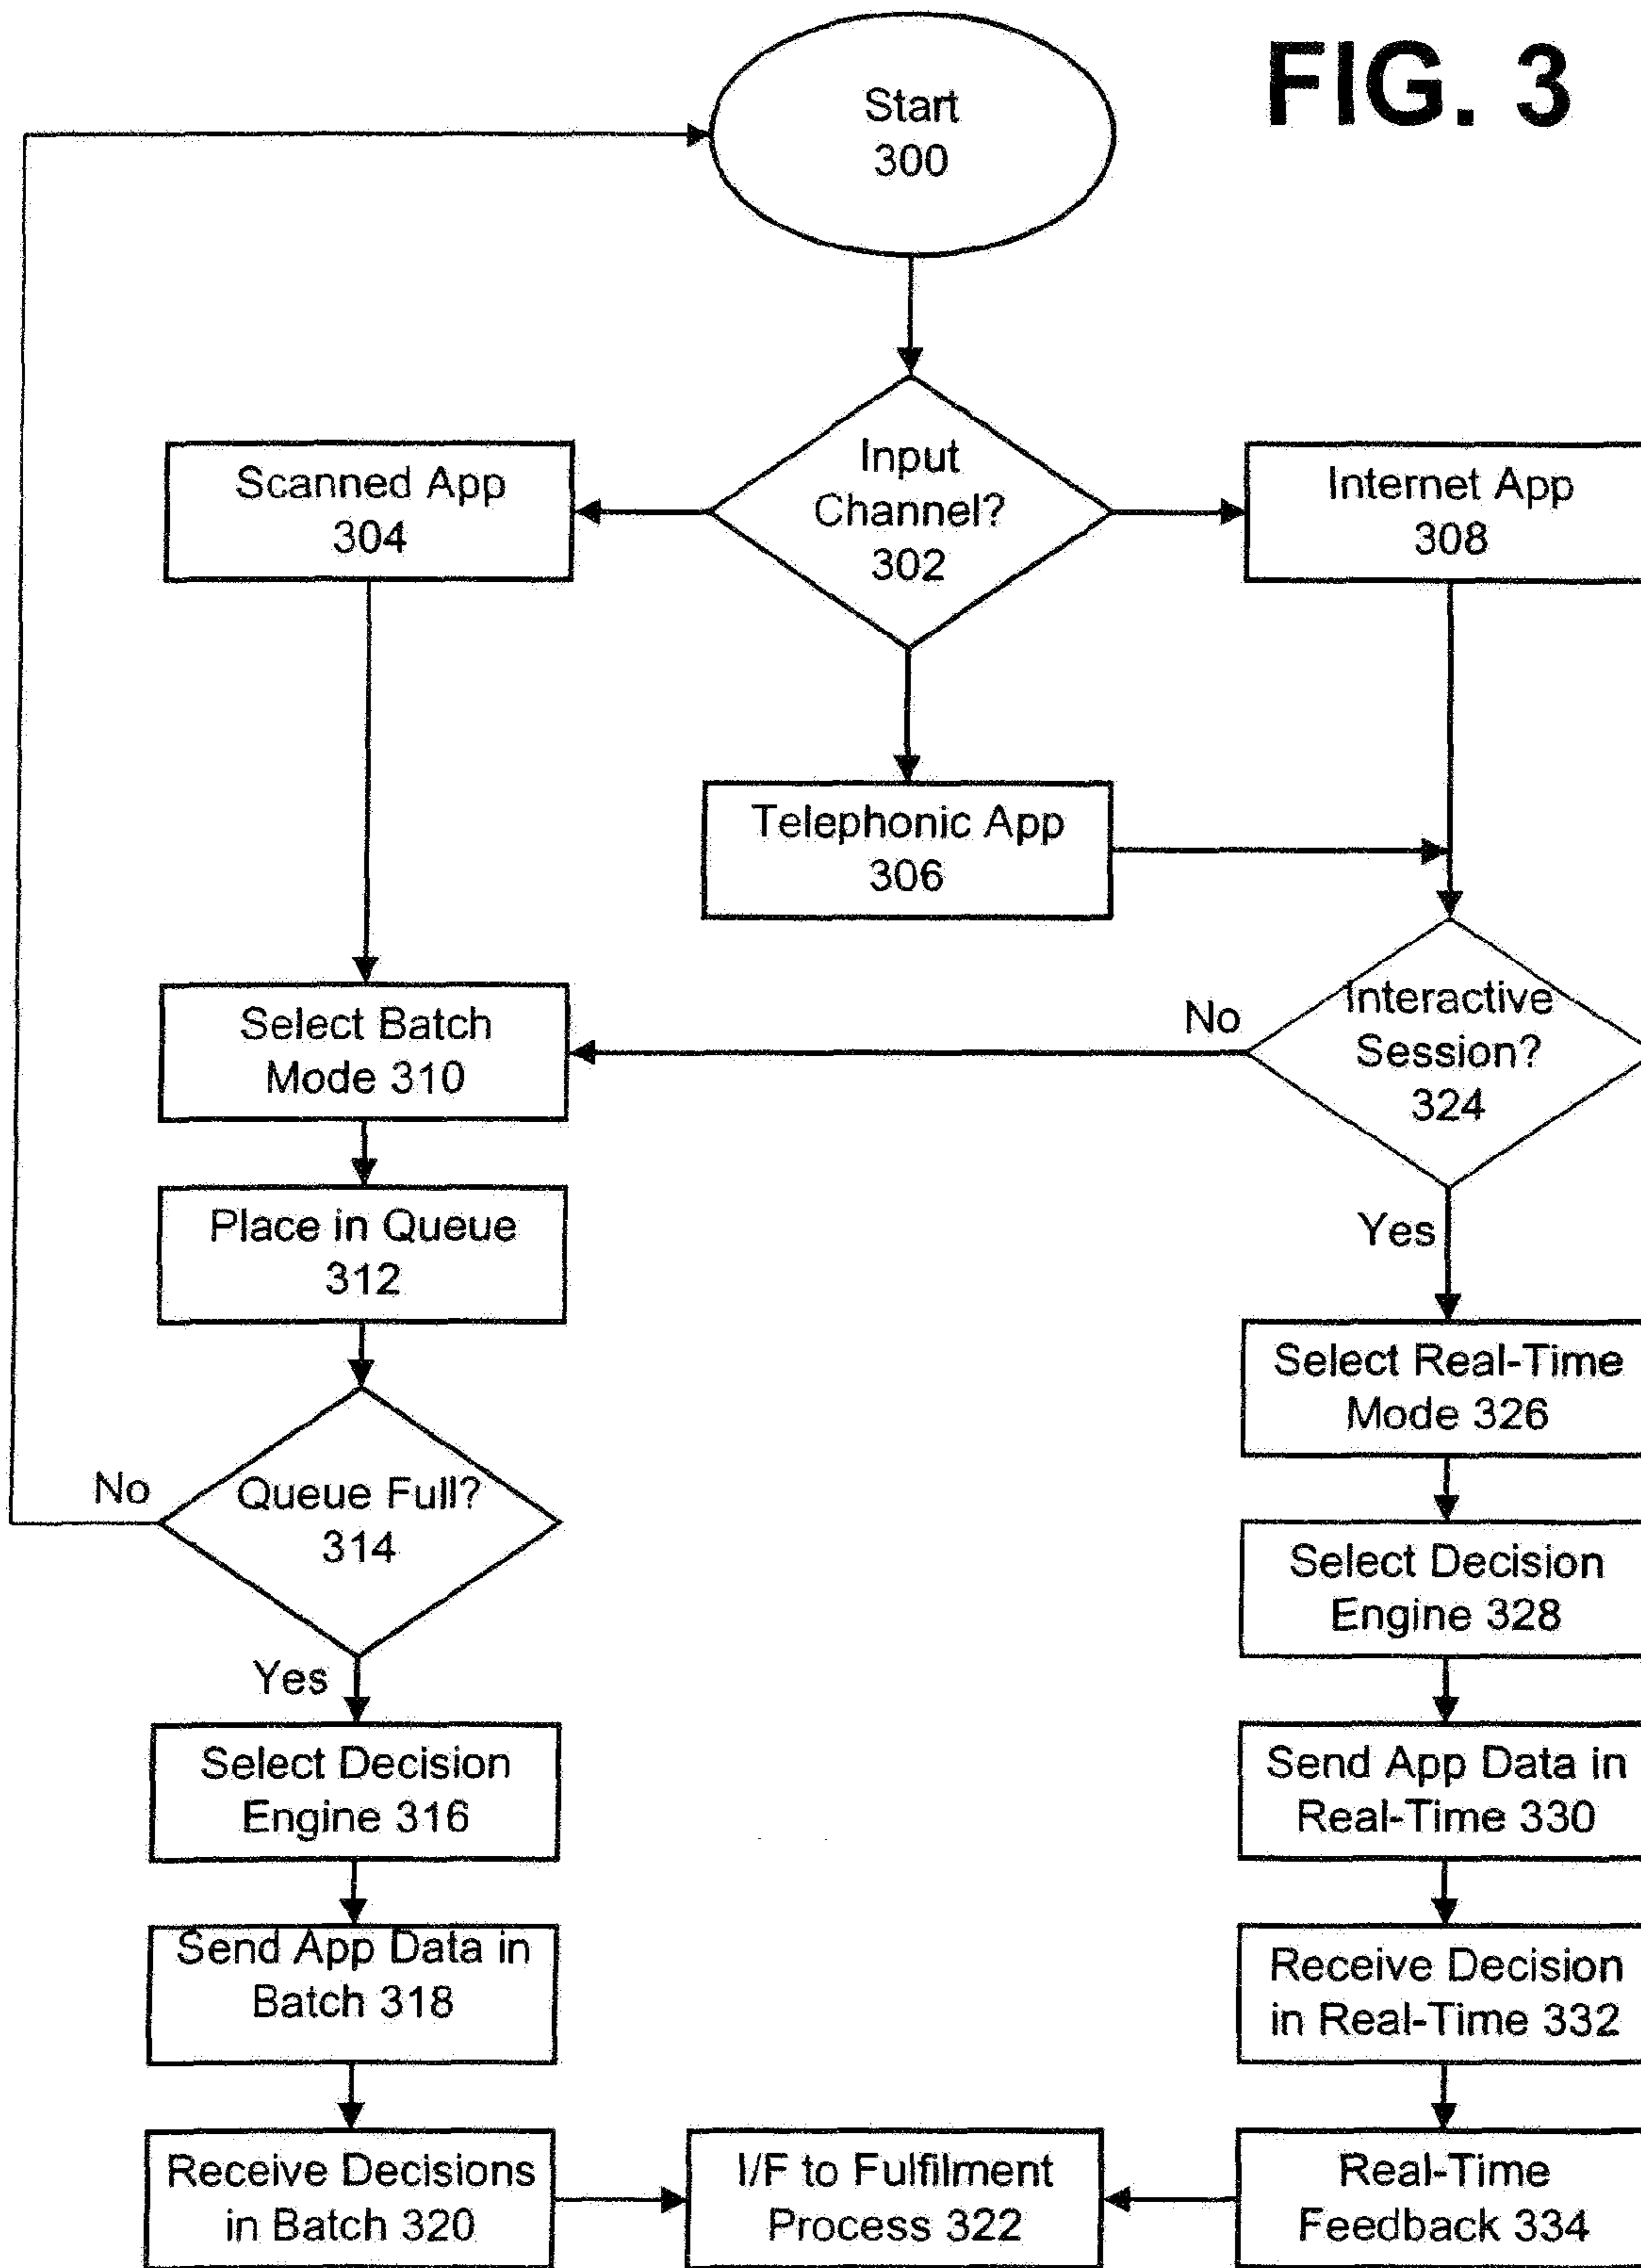 FIG. 3
Start
300
Input
Channel?
302
Scanned App
304
Internet App
308
Telephonic App
306
Interactive
Session?
324
No
Yes
Select Batch
Mode 310
Place in Queue
312
Queue Full?
314
No
Yes
Select Decision
Engine 316
Send App Data in
Batch 318
Receive Decisions
in Batch 320
I/F to Fulfilment
Process 322
Select Real-Time
Mode 326
Select Decision
Engine 328
Send App Data in
Real-Time 330
Receive Decision
in Real-Time 332
Real-Time
Feedback 334